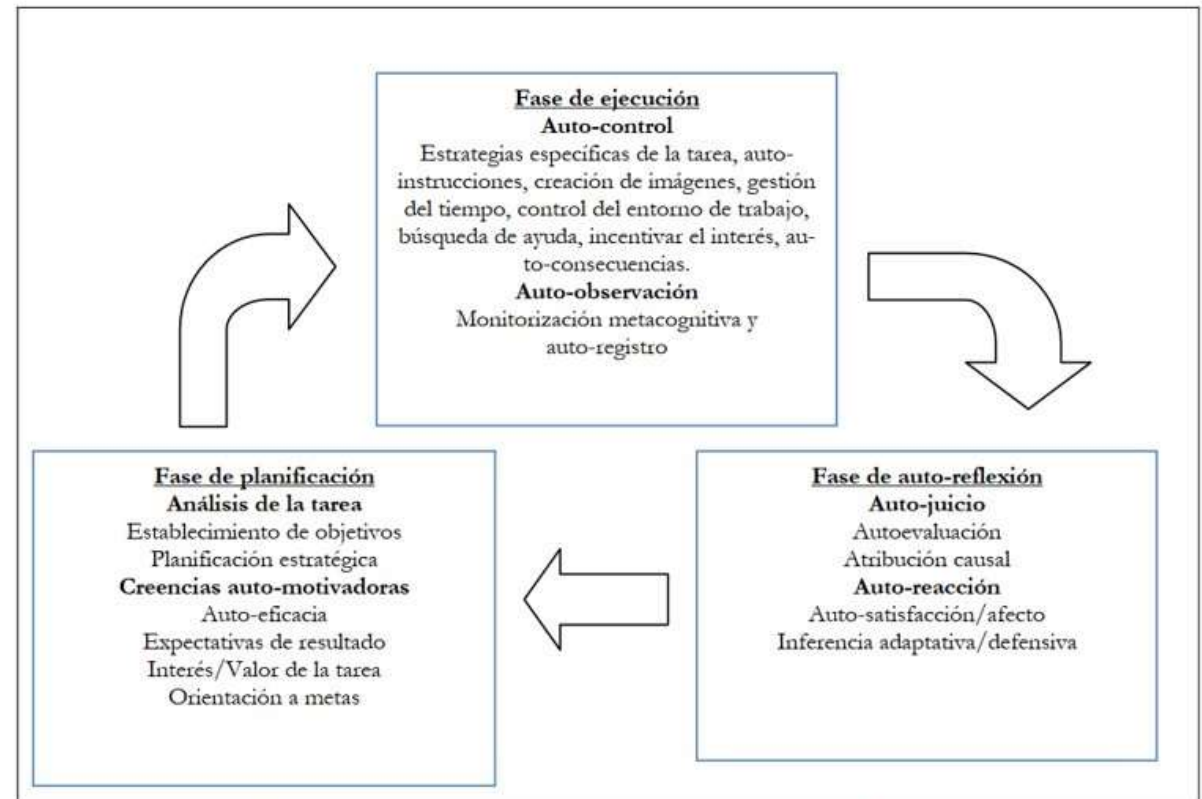 Fase de ejecución
Auto-control
Estrategias específicas de la tarea, auto-
instrucciones, creación de imágenes, gestión
del tiempo, control del entorno de trabajo,
búsqueda de ayuda, incentivar el interés, au-
to-consecuencias.
Auto-observación
Monitorización metacognitiva y
auto-registro
Fase de planificación
Análisis de la tarea
Establecimiento de objetivos
Planificación estratégica
Creencias auto-motivadoras
Auto-eficacia
Expectativas de resultado
Interés/Valor de la tarea
Orientación a metas
Fase de auto-reflexión
Auto-juicio
Autoevaluación
Atribución causal
Auto-reacción
Auto-satisfacción/afecto
Inferencia adaptativa/defensiva